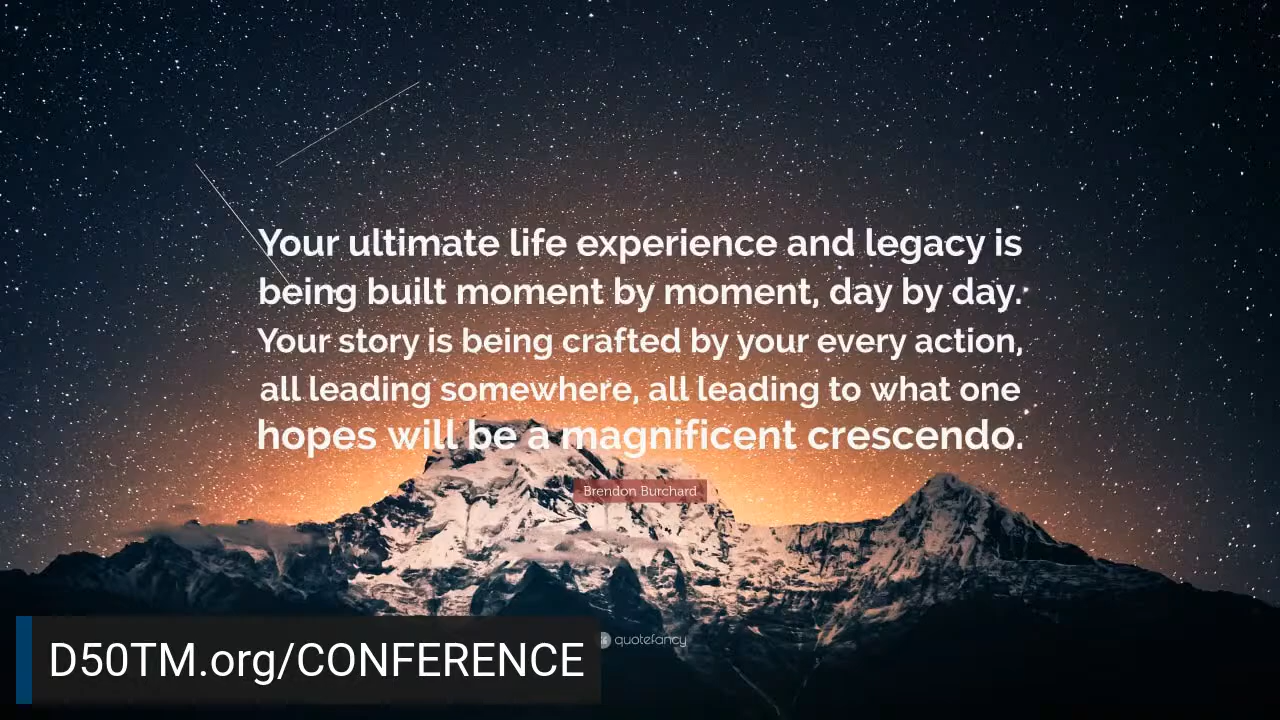 Your ultimate life experience and legacy is
being built moment by moment, day by day.
Your story is being crafted by your every action,
all leading somewhere, all leading to what one
hopes will be a magnificent crescendo.
Brendon Burchard
quotefancy
D50TM.org/CONFERENCE